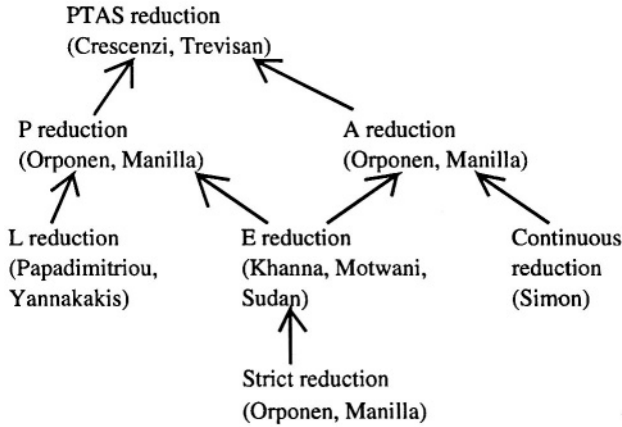 PTAS reduction
(Crescenzi, Trevisan)
P reduction
(Orponen, Manilla)
A reduction
(Orponen, Manilla)
L reduction
(Papadimitriou,
Yannakakis)
E reduction
(Khanna, Motwani,
Sudan)
Continuous
reduction
(Simon)
Strict reduction
(Orponen, Manilla)